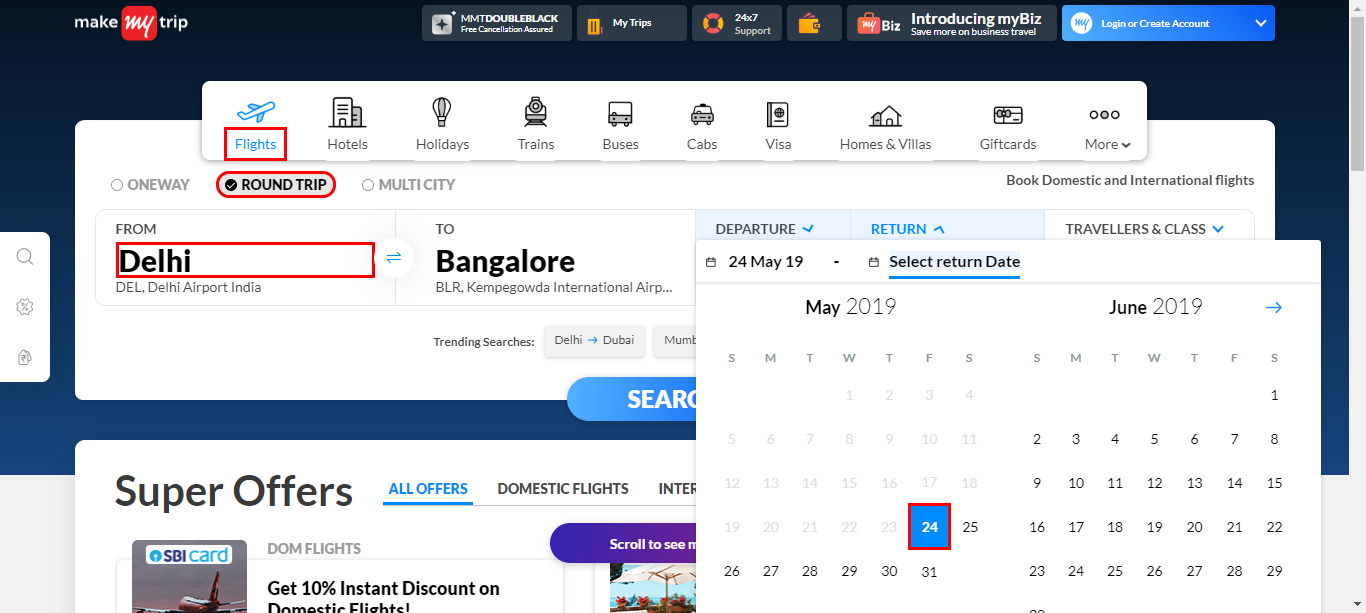 make my trip
MMTDOUBLEBLACK
Free Cancellation Assured
My Trips
24x7
Support
my Biz
Introducing myBiz
Save more on business travel
my
Login or Create Account
Flights
Hotels
Holidays
Trains
Buses
Cabs
Visa
Homes & Villas
Giftcards
More
ONEWAY
ROUND TRIP
MULTI CITY
Book Domestic and International flights
FROM
Delhi
DEL, Delhi Airport India
TO
Bangalore
BLR, Kempegowda International Airp...
DEPARTURE
RETURN
TRAVELLERS & CLASS
24 May 19 - Select return Date
May 2019
S M T W T F S
1 2 3 4
5 6 7 8 9 10 11
12 13 14 15 16 17 18
19 20 21 22 23 24 25
26 27 28 29 30 31
June 2019
S M T W T F S
1
2 3 4 5 6 7 8
9 10 11 12 13 14 15
16 17 18 19 20 21 22
23 24 25 26 27 28 29
Trending Searches:
Delhi → Dubai
Mumb
SEARC
Super Offers
ALL OFFERS
DOMESTIC FLIGHTS
INTER
Scroll to see m
SBI card
DOM FLIGHTS
Get 10% Instant Discount on
Domestic Flights!